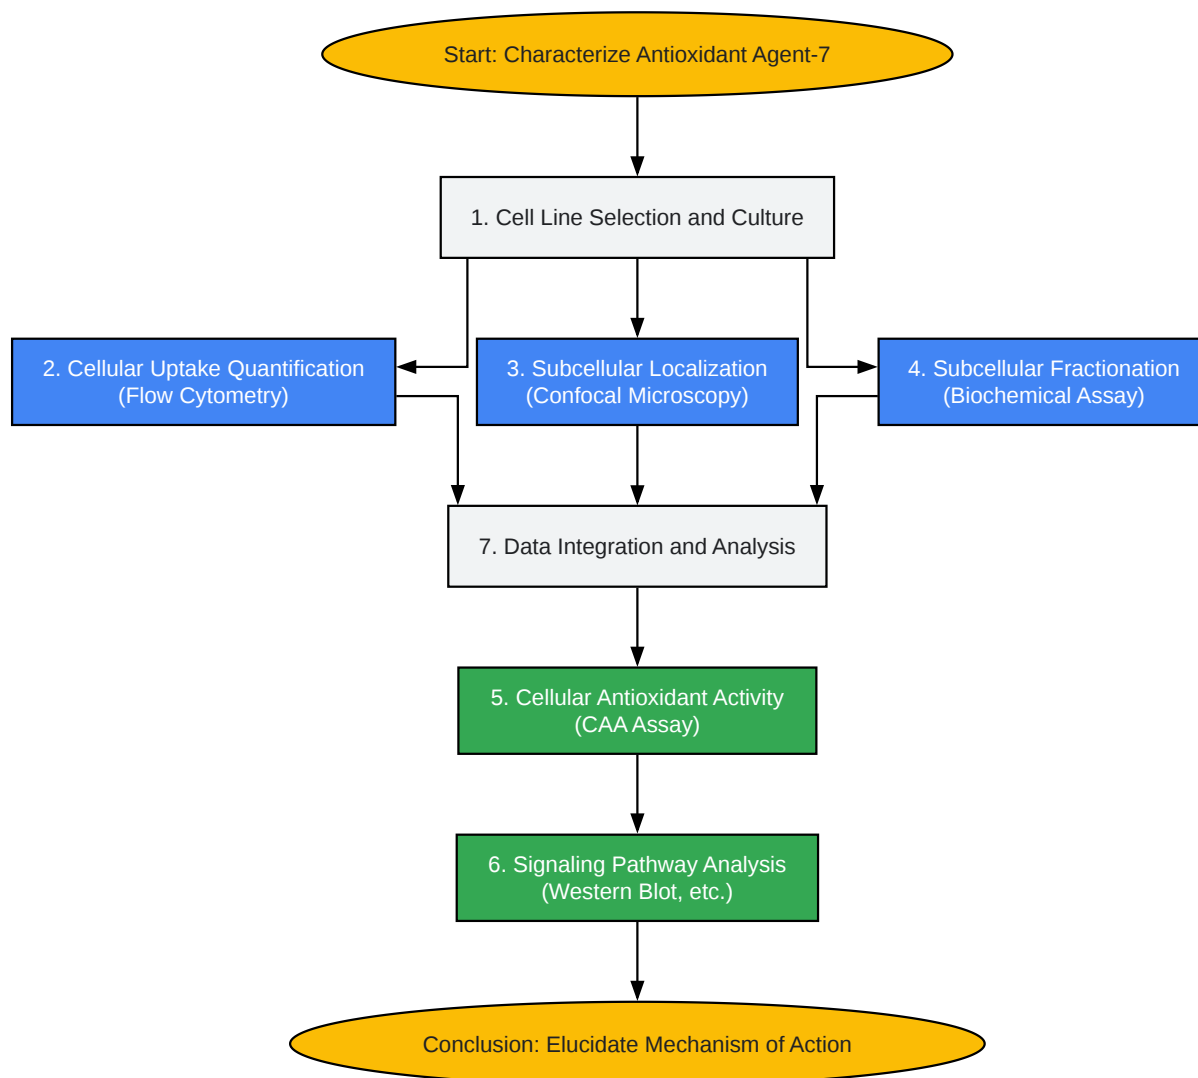 Start: Characterize Antioxidant Agent-7
1. Cell Line Selection and Culture
2. Cellular Uptake Quantification
(Flow Cytometry)
3. Subcellular Localization
(Confocal Microscopy)
4. Subcellular Fractionation
(Biochemical Assay)
7. Data Integration and Analysis
5. Cellular Antioxidant Activity
(CAA Assay)
6. Signaling Pathway Analysis
(Western Blot, etc.)
Conclusion: Elucidate Mechanism of Action